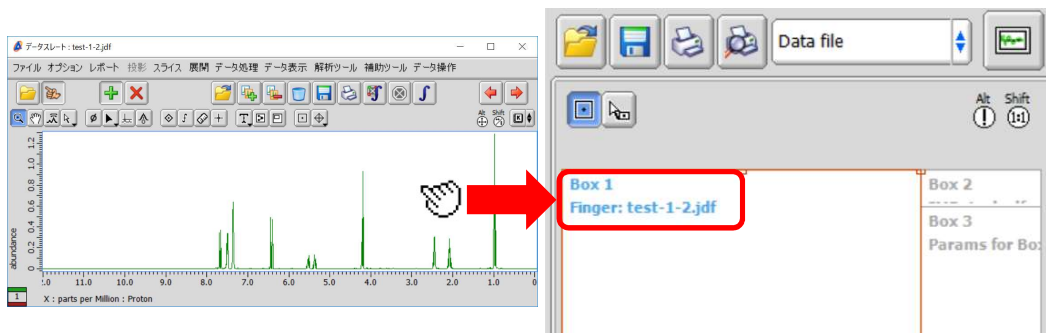 データスレート : test-1-2.jdf
ファイル オプション レポート 投影 スライス 展開 データ処理 データ表示 解析ツール 補助ツール データ操作
Alt Shift
abundance
0 0.2 0.4 0.6 0.8 1.0 1.2
:.0 11.0 10.0 9.0 8.0 7.0 6.0 5.0 4.0 3.0 2.0 1.0 0
1
X : parts per Million : Proton
Data file
Alt Shift
1:1
Box 1
Finger: test-1-2.jdf
Box 2
Box 3
Params for Bo